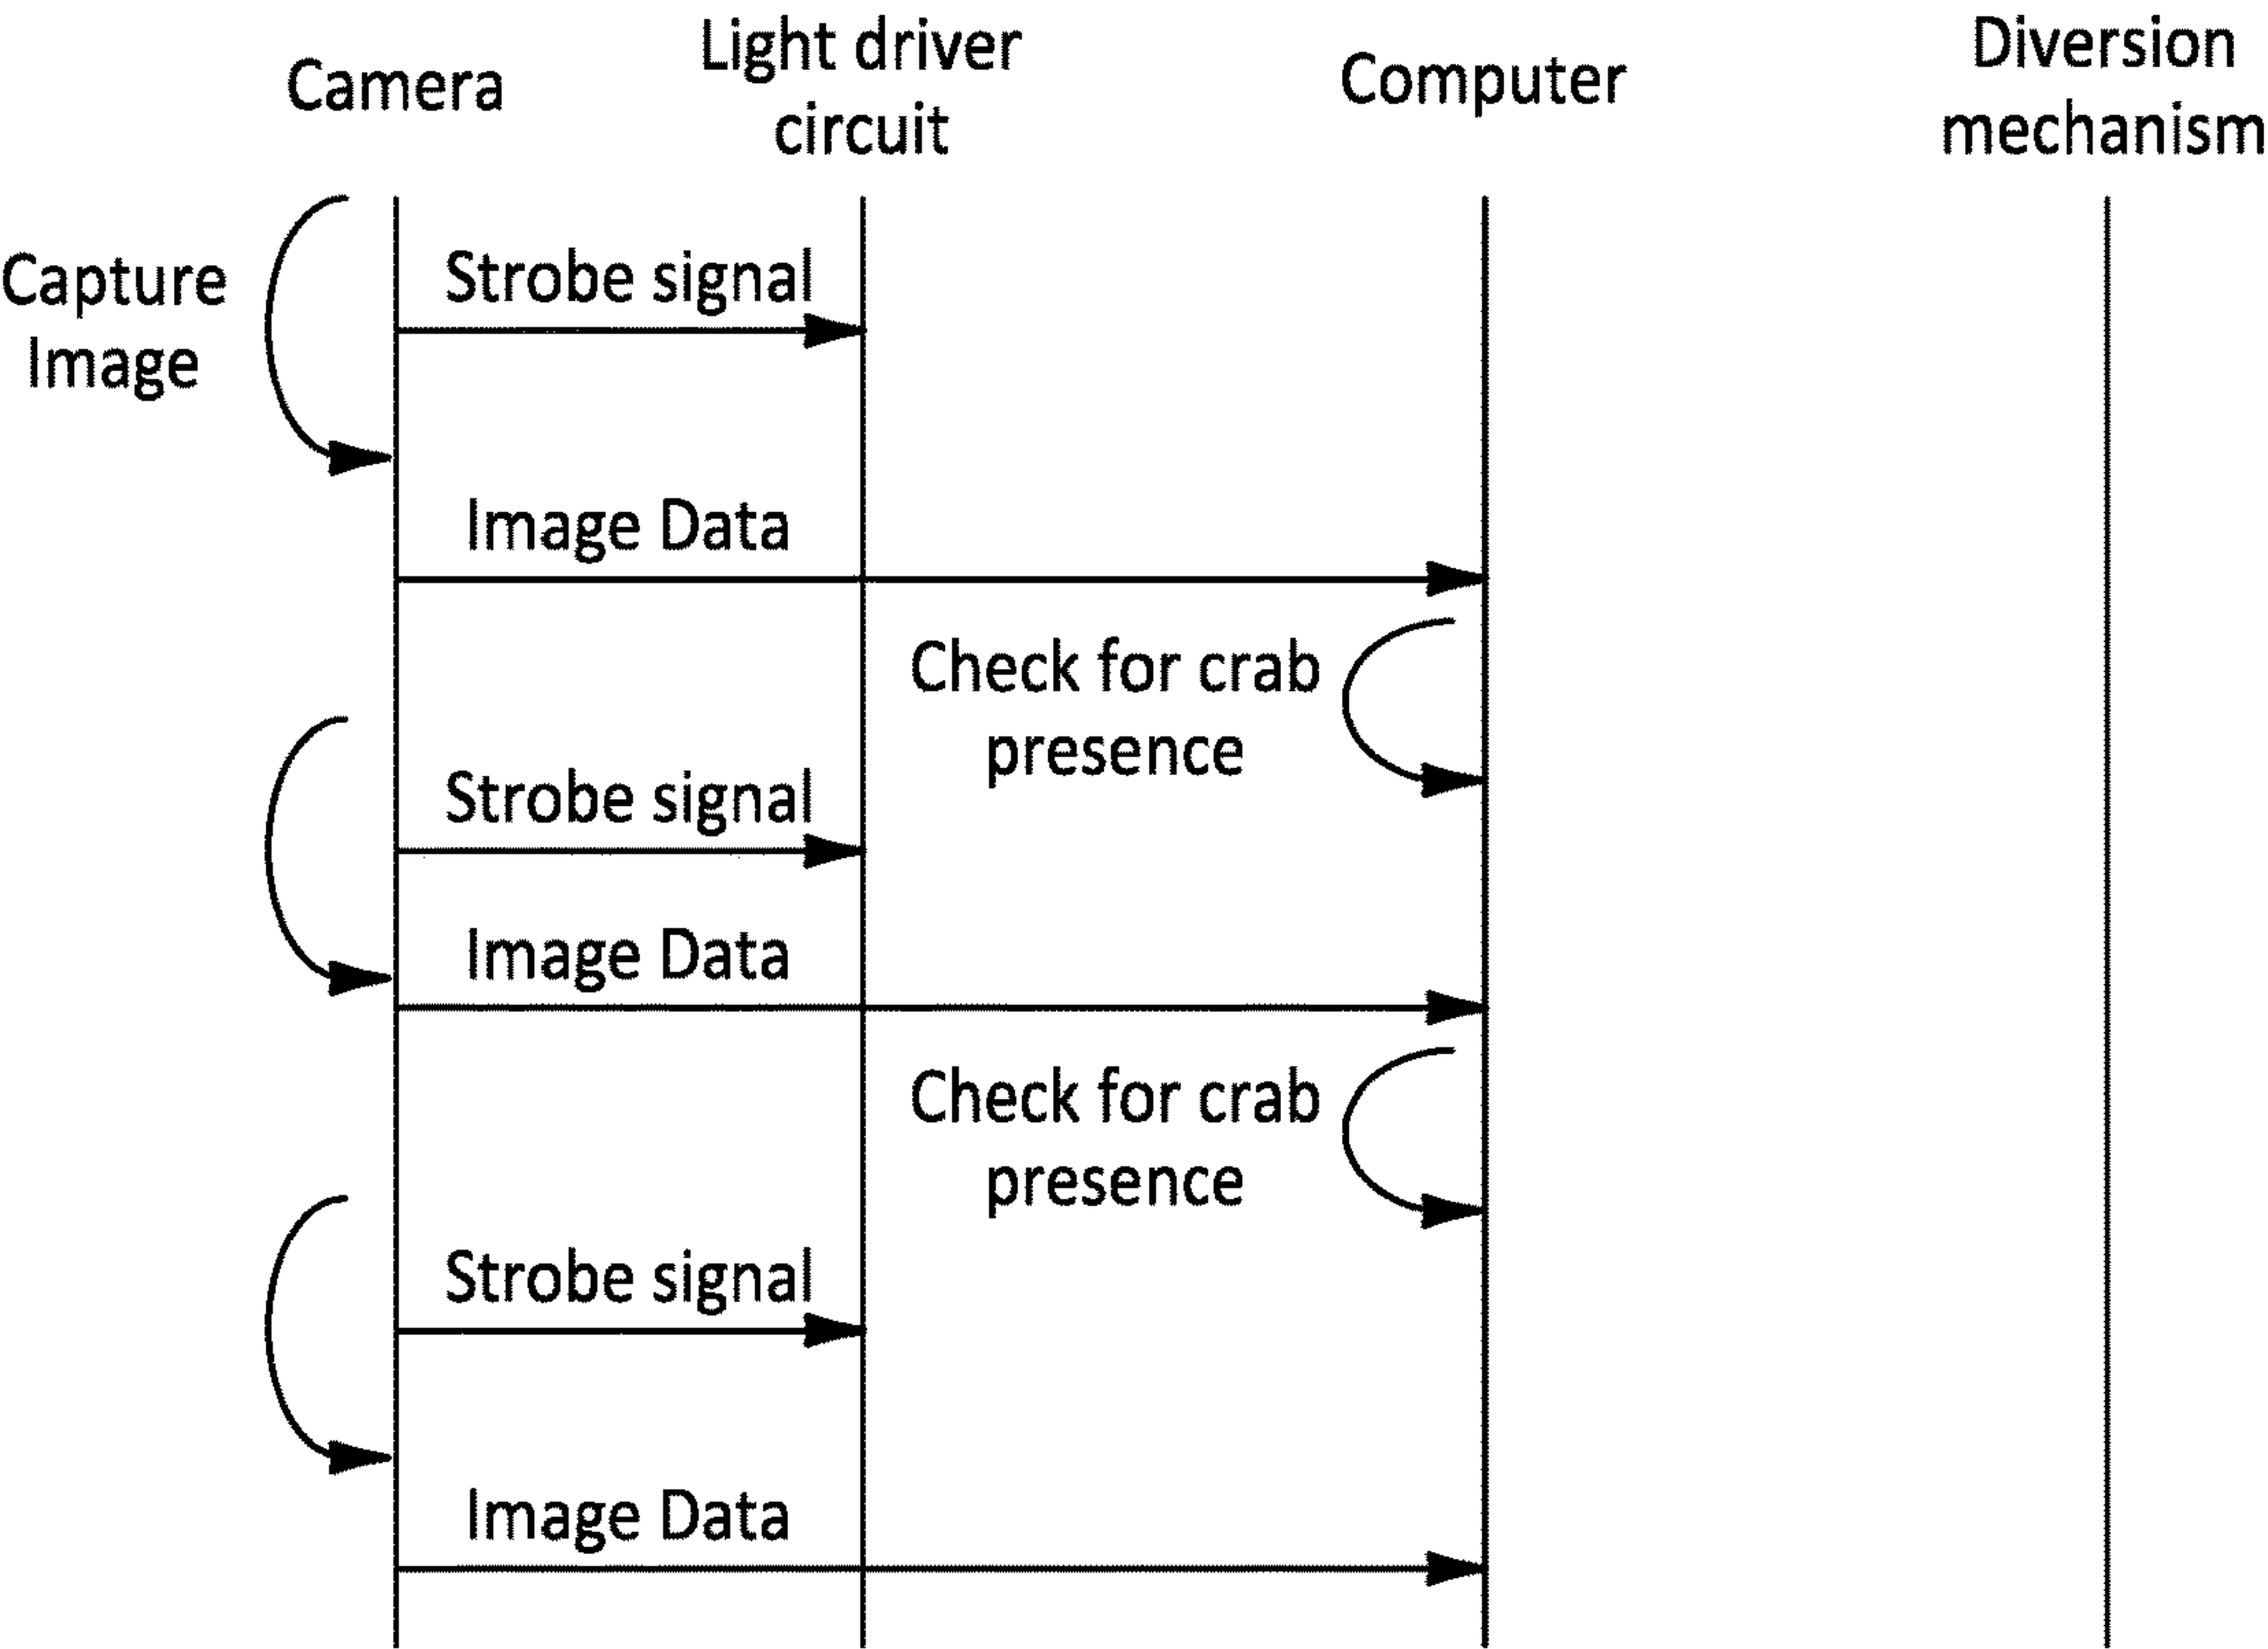 Camera
Light driver
circuit
Computer
Diversion
mechanism
Capture
Image
Strobe signal
Image Data
Check for crab
presence
Strobe signal
Image Data
Check for crab
presence
Strobe signal
Image Data